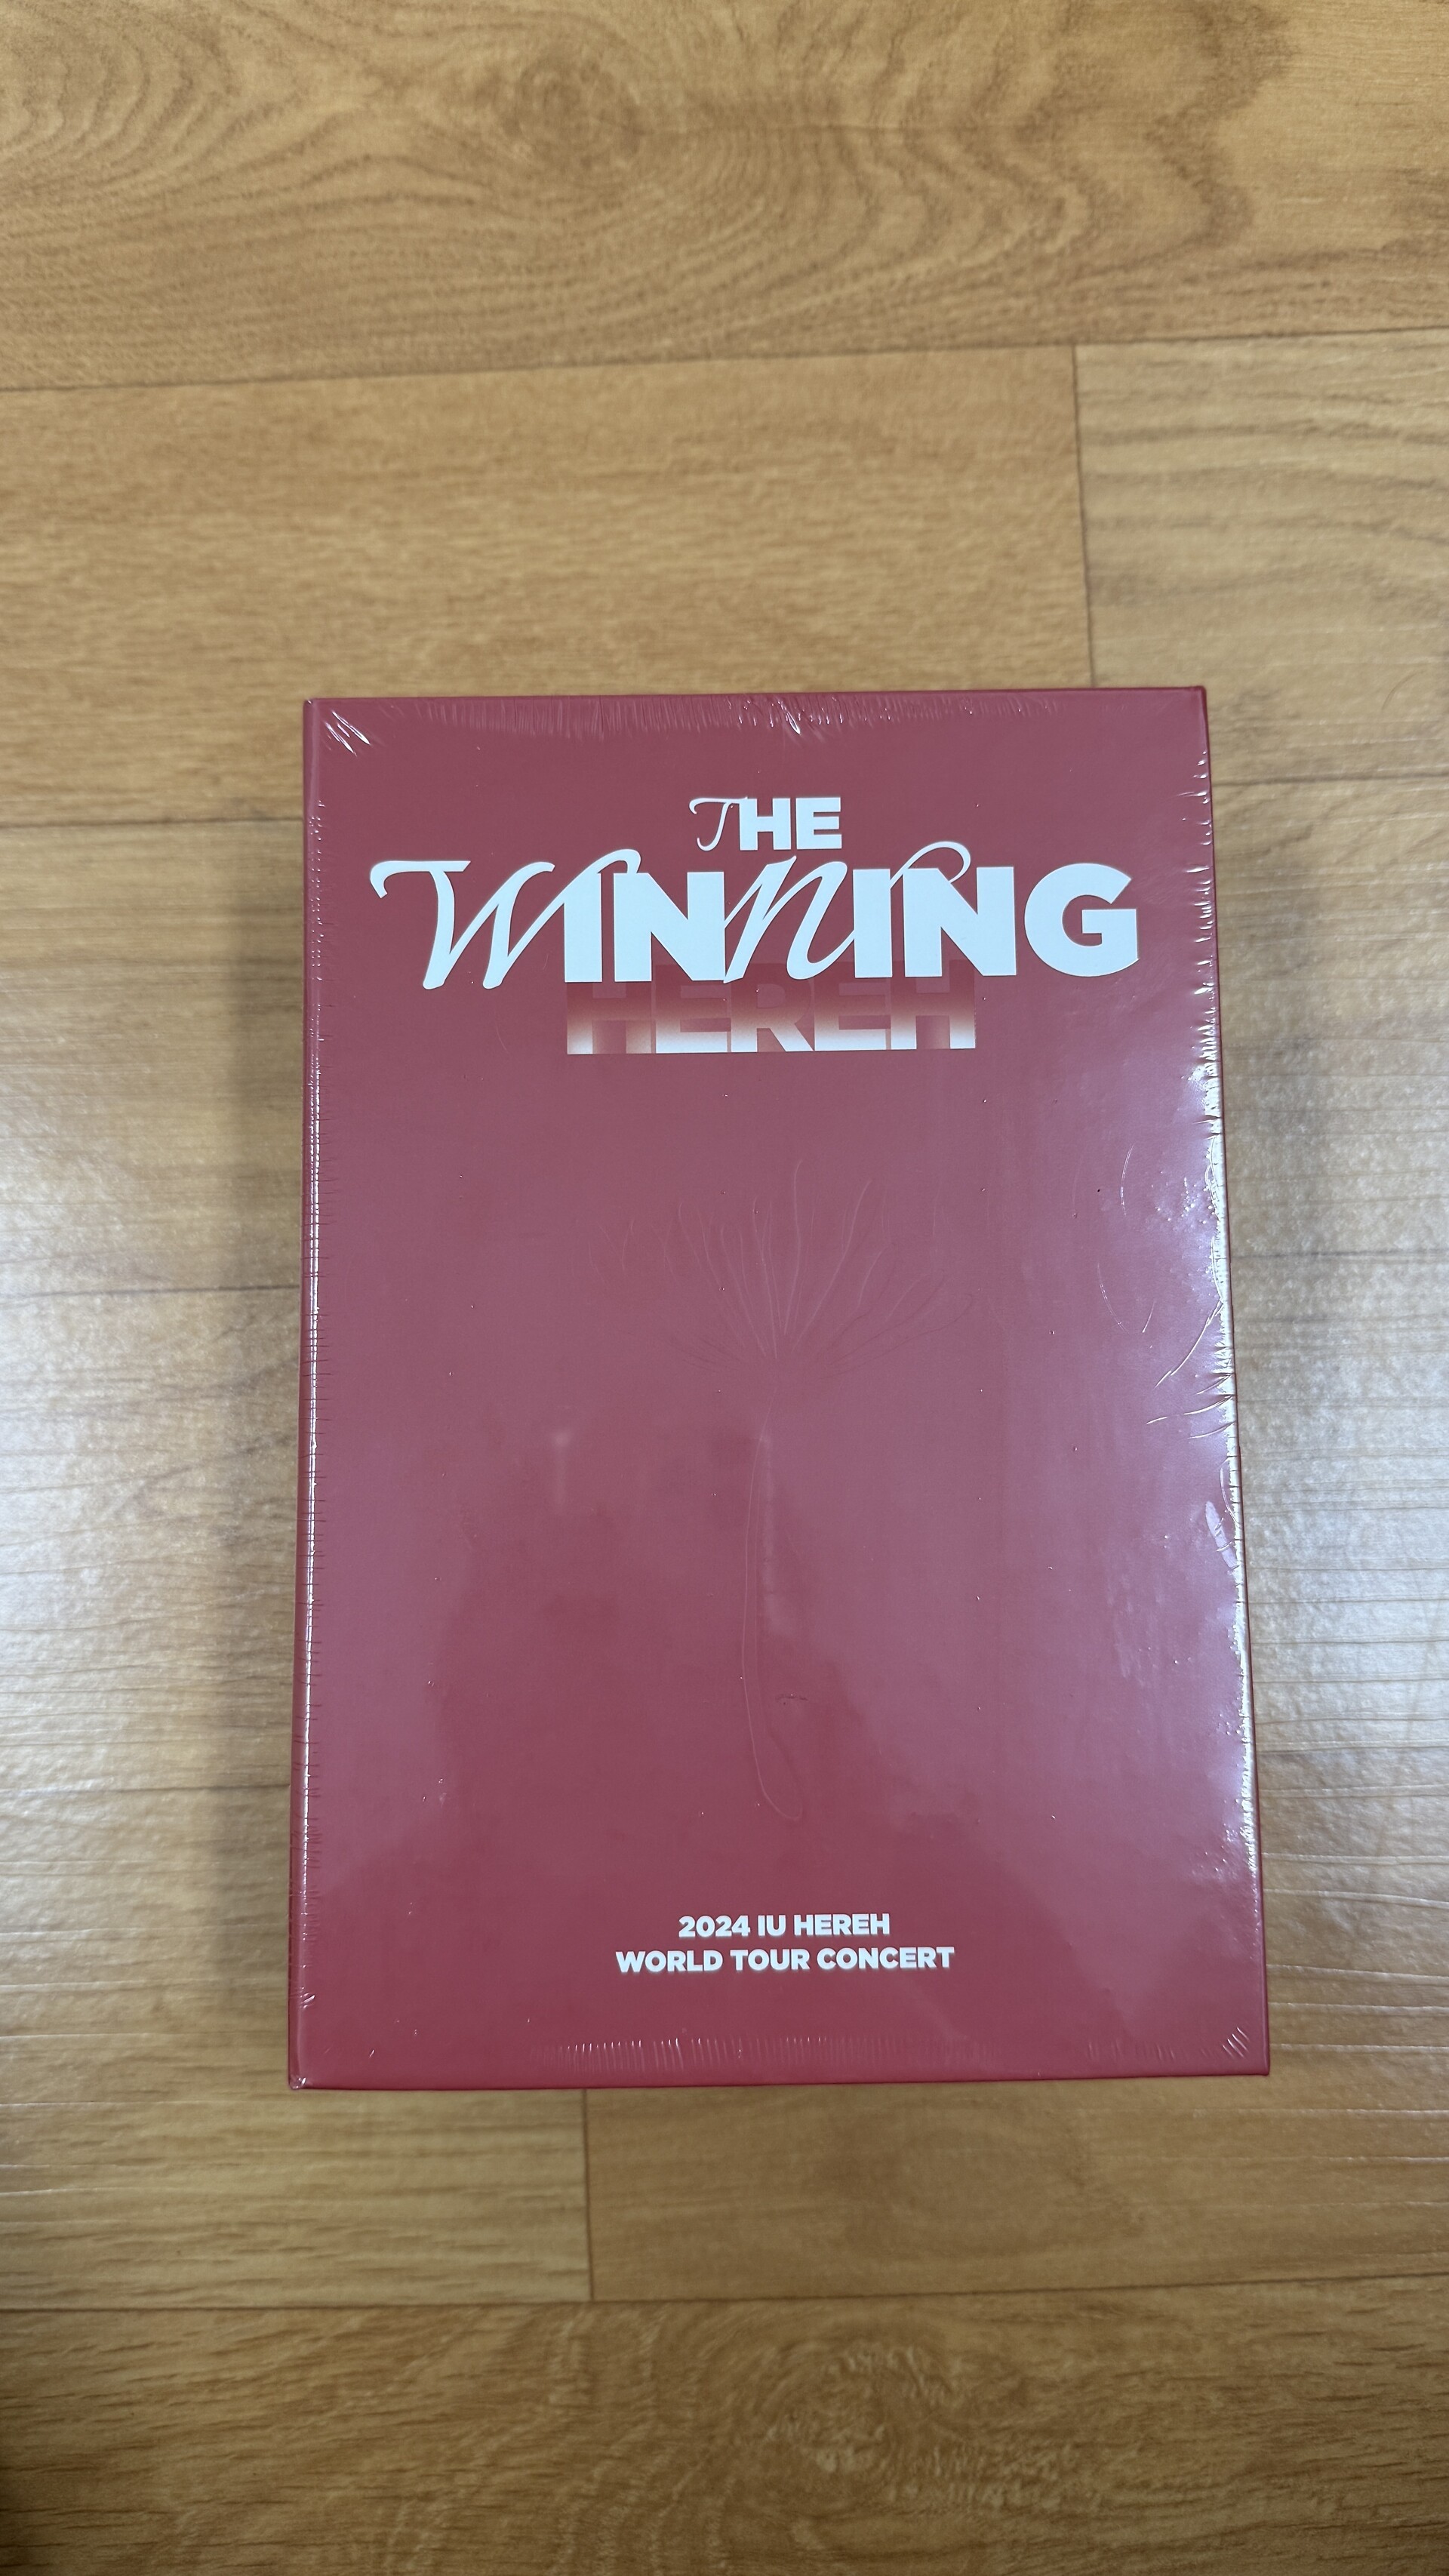 THE
WINNING
HEREH
2024 IU HEREH
WORLD TOUR CONCERT